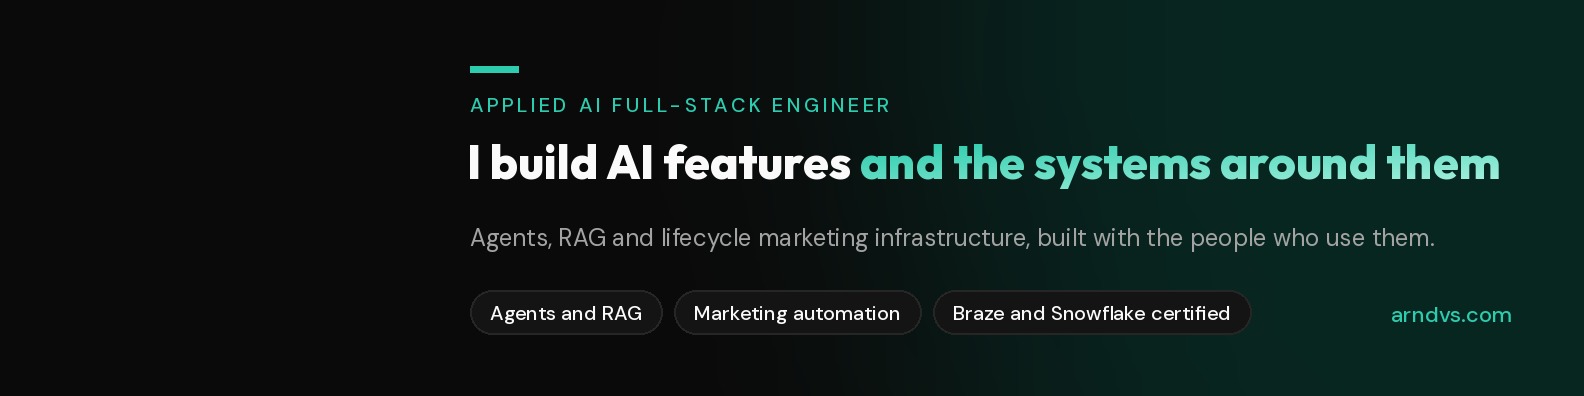 APPLIED AI FULL-STACK ENGINEER
I build AI features and the systems around them
Agents, RAG and lifecycle marketing infrastructure, built with the people who use them.
Agents and RAG
Marketing automation
Braze and Snowflake certified
arndvs.com